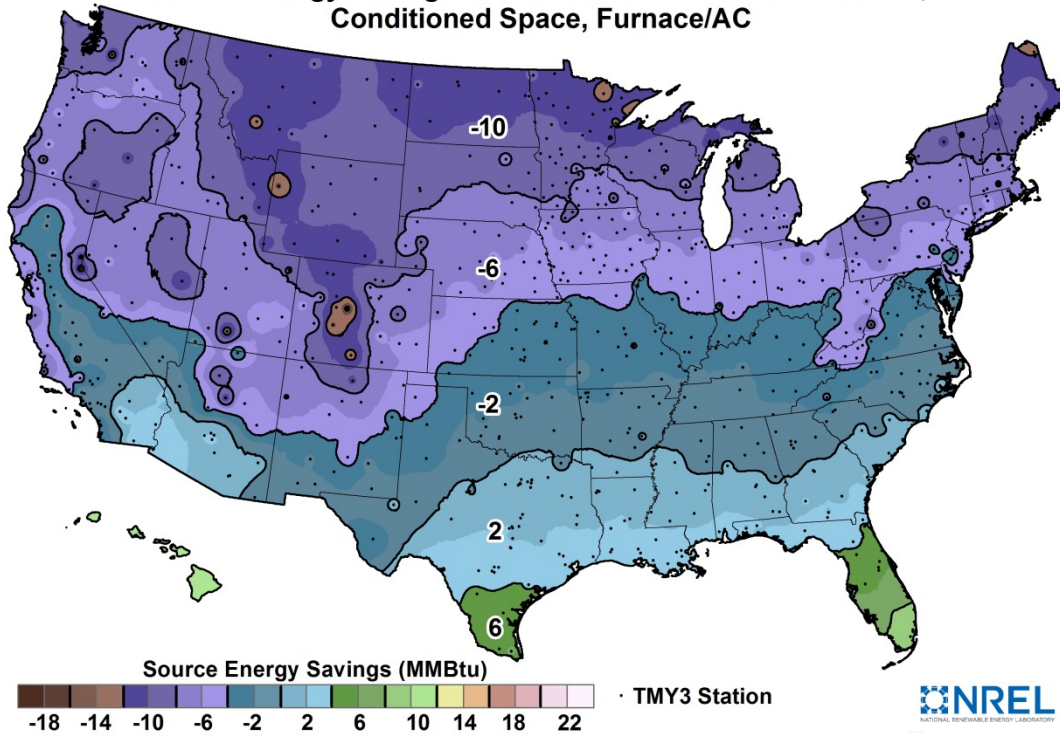 Conditioned Space, Furnace/AC
-10
-6
-2
2
6
Source Energy Savings (MMBtu)
-18 -14 -10 -6 -2 2 6 10 14 18 22
· TMY3 Station
NREL
NATIONAL RENEWABLE ENERGY LABORATORY